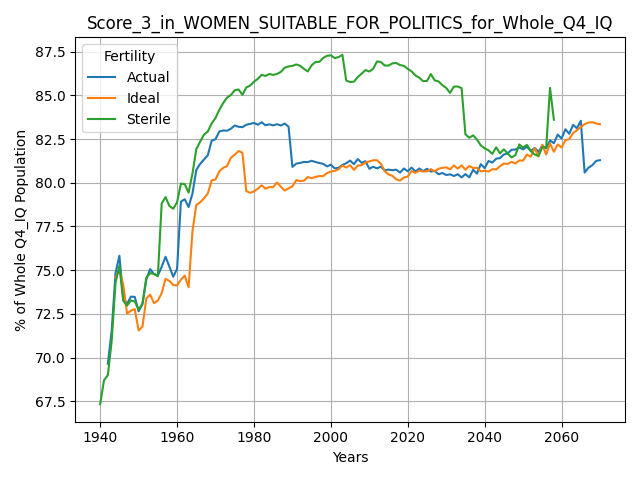 Score_3_in_WOMEN_SUITABLE_FOR_POLITICS_for_Whole_Q4_IQ
Fertility
Actual
Ideal
Sterile
87.5
85.0
82.5
80.0
77.5
75.0
72.5
70.0
67.5
% of Whole Q4_IQ Population
1940 1960 1980 2000 2020 2040 2060
Years